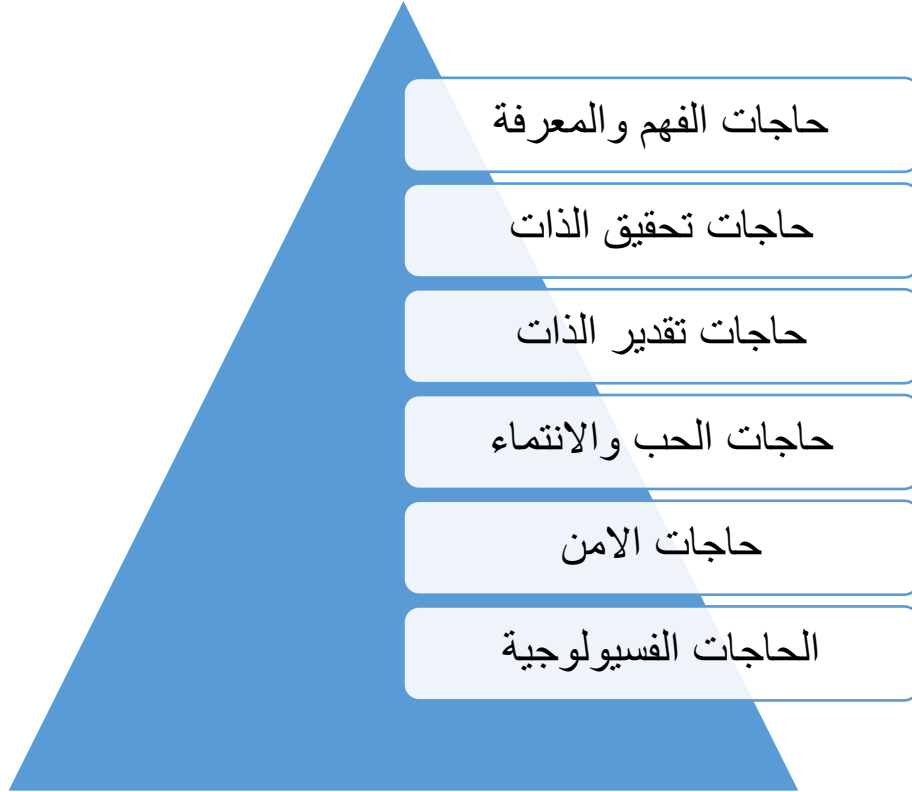 حاجات الفهم والمعرفة
حاجات تحقيق الذات
حاجات تقدير الذات
حاجات الحب والانتماء
حاجات الامن
الحاجات الفسيولوجية